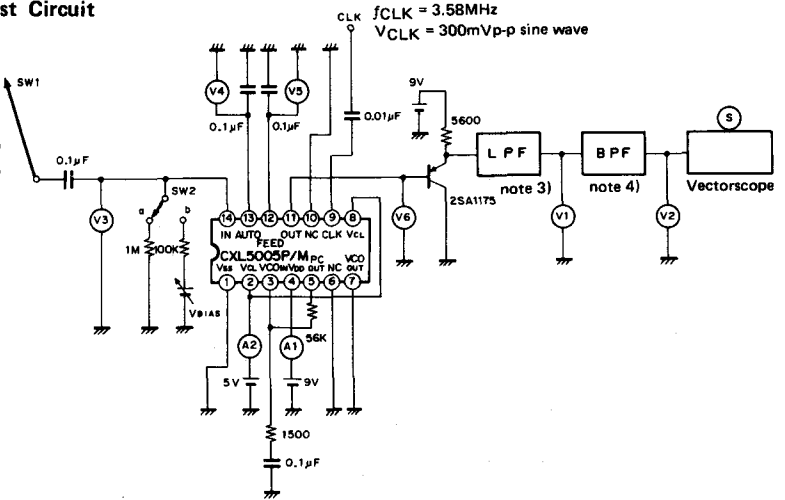 st Circuit
CLK
fCLK = 3.58MHz
VCLK = 300mVp-p sine wave
SW1
V4
V5
9V
0.1μF
0.1μF
0.01μF
5600
S
0.1μF
LPF
BPF
note 3)
note 4)
Vectorscope
2SA1175
SW2
a
b
V3
V6
V1
V2
14 13 12 11 10 9 8
IN AUTO FEED OUT NC CLK VCL
CXL5005P/M
1M
100K
VSS VCL VCOIN VDD PC OUT NC VCO OUT
1 2 3 4 5 6 7
VBIAS
56K
A2
A1
5V
9V
1500
0.1μF